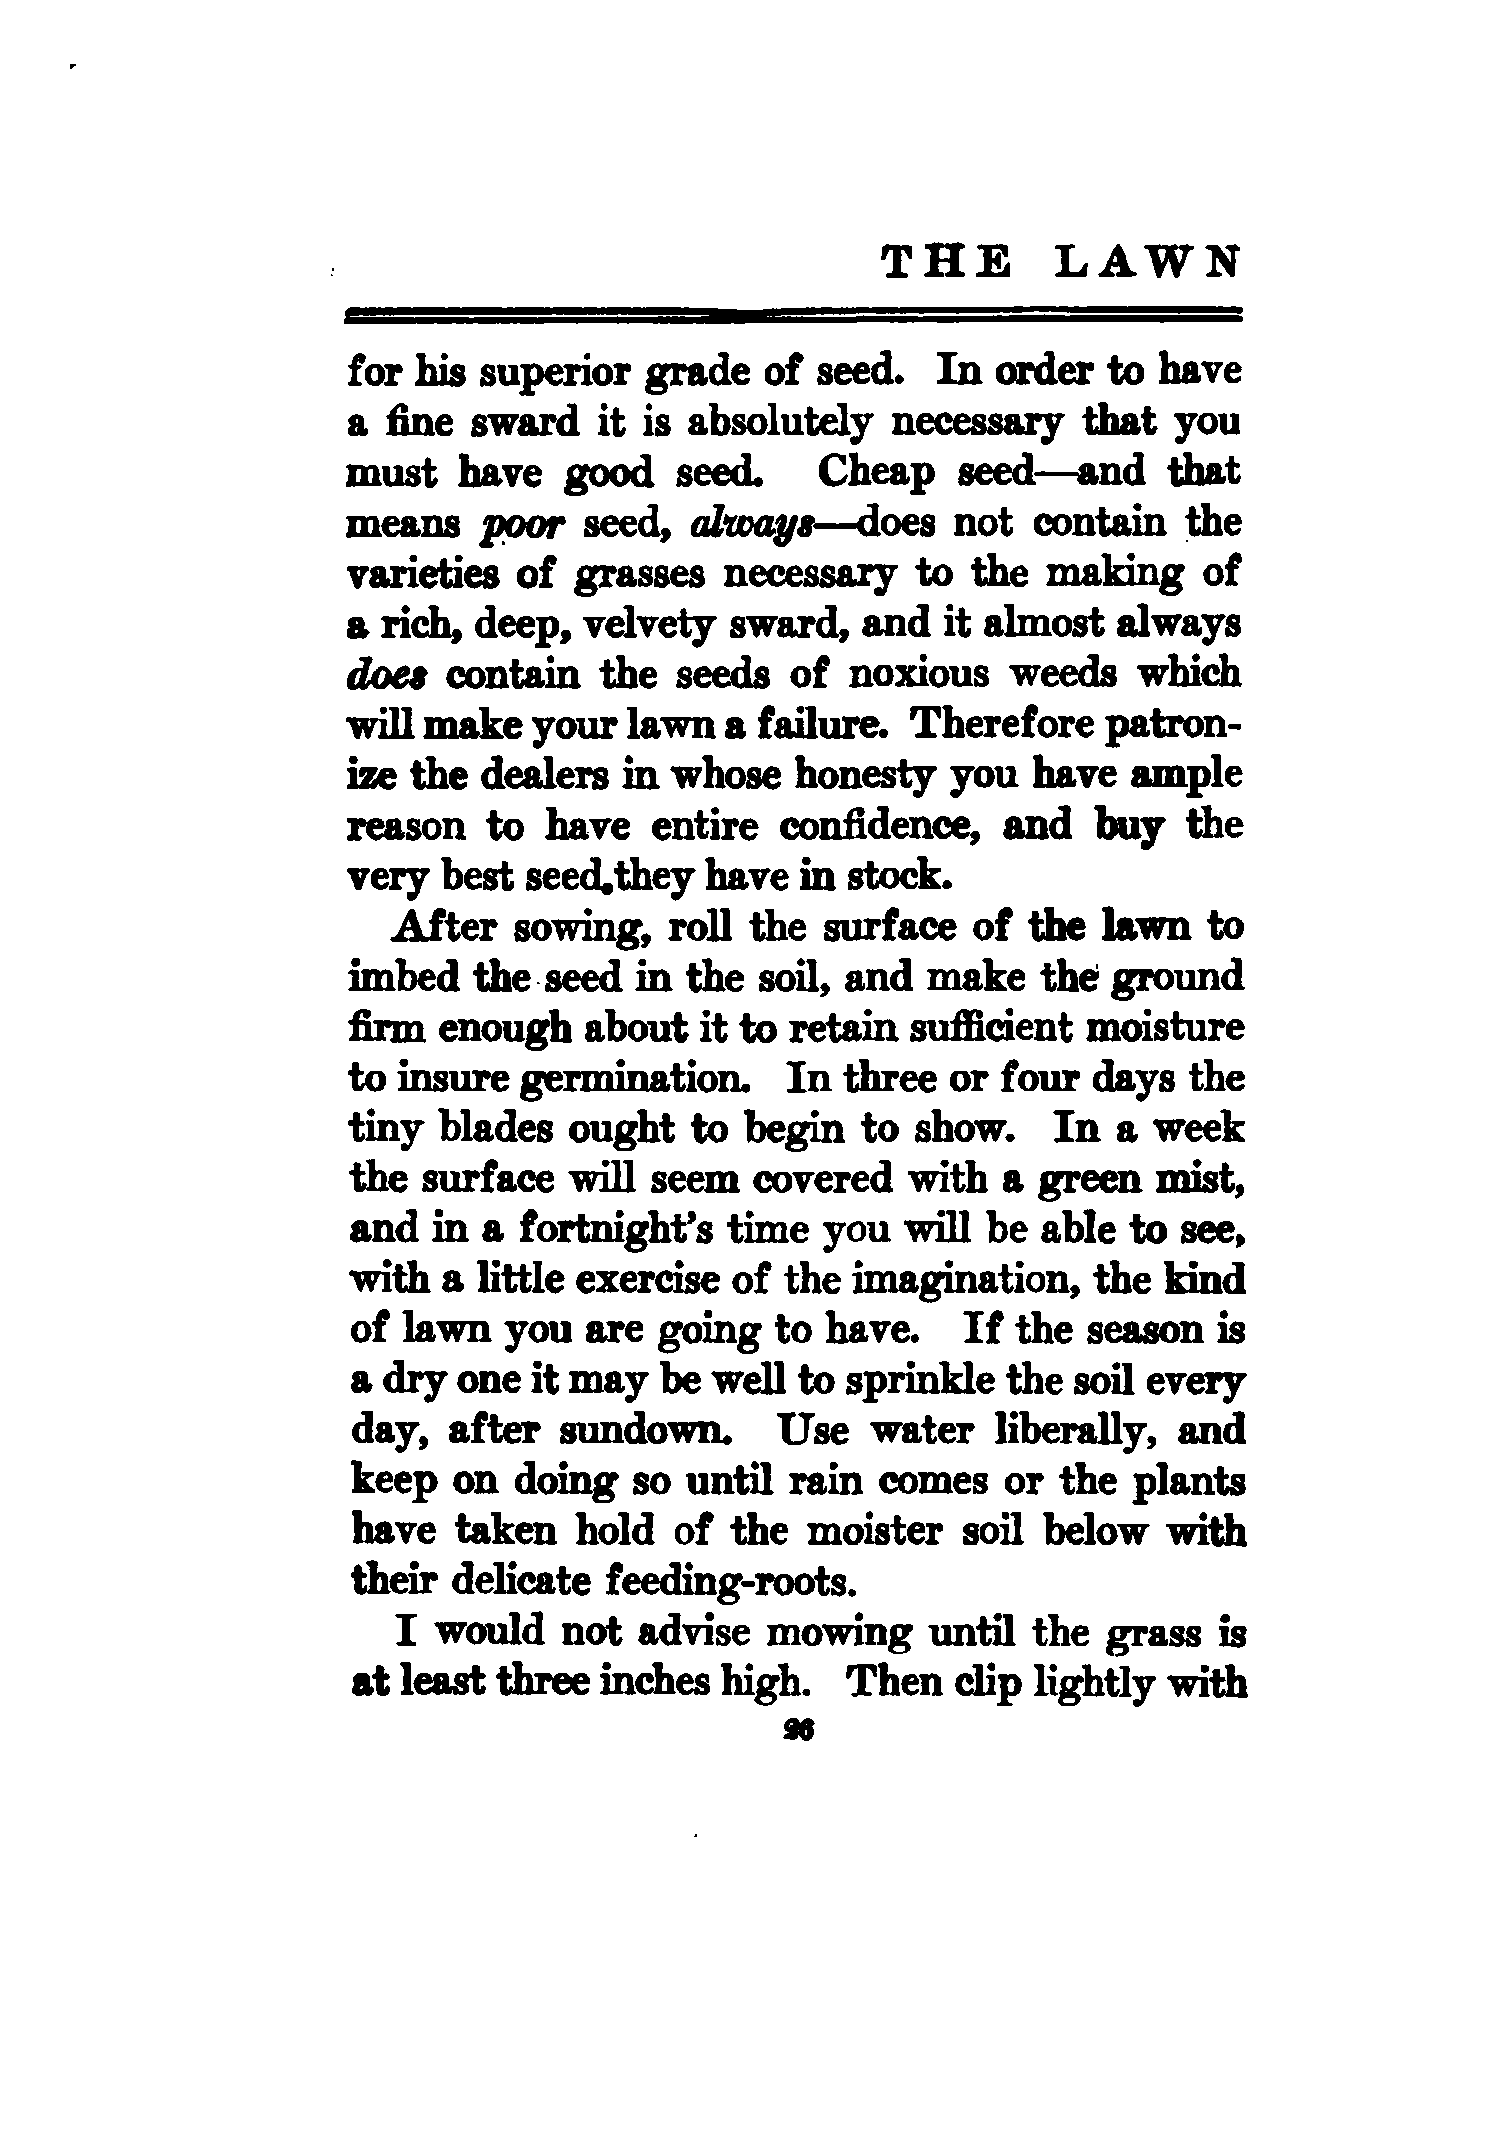 THE LAWN
for his superior grade of seed. In order to have
a fine sward it is absolutely necessary that you
must have good seed. Cheap seed—and that
means poor seed, always—does not contain the
varieties of grasses necessary to the making of
a rich, deep, velvety sward, and it almost always
does contain the seeds of noxious weeds which
will make your lawn a failure. Therefore patron-
ize the dealers in whose honesty you have ample
reason to have entire confidence, and buy the
very best seed they have in stock.
After sowing, roll the surface of the lawn to
imbed the seed in the soil, and make the ground
firm enough about it to retain sufficient moisture
to insure germination. In three or four days the
tiny blades ought to begin to show. In a week
the surface will seem covered with a green mist,
and in a fortnight's time you will be able to see,
with a little exercise of the imagination, the kind
of lawn you are going to have. If the season is
a dry one it may be well to sprinkle the soil every
day, after sundown. Use water liberally, and
keep on doing so until rain comes or the plants
have taken hold of the moister soil below with
their delicate feeding-roots.
I would not advise mowing until the grass is
at least three inches high. Then clip lightly with
26